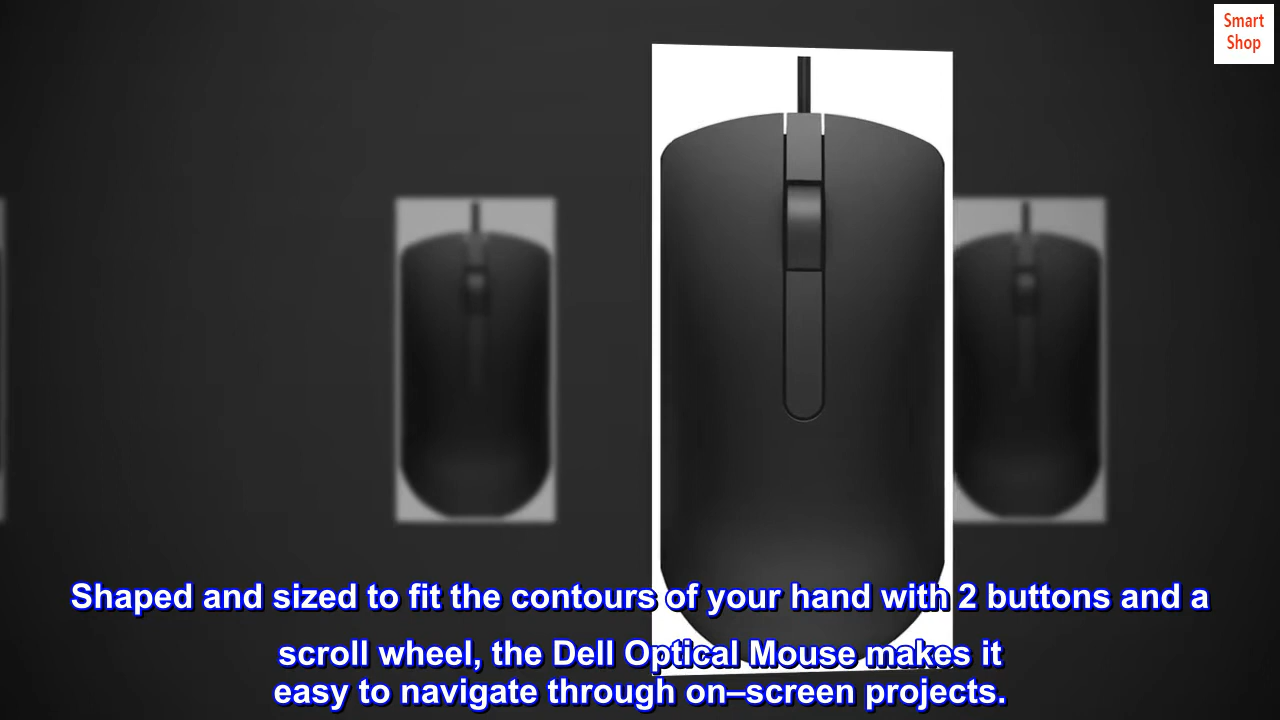 Smart
Shop
Shaped and sized to fit the contours of your hand with 2 buttons and a
scroll wheel, the Dell Optical Mouse makes it
easy to navigate through on–screen projects.